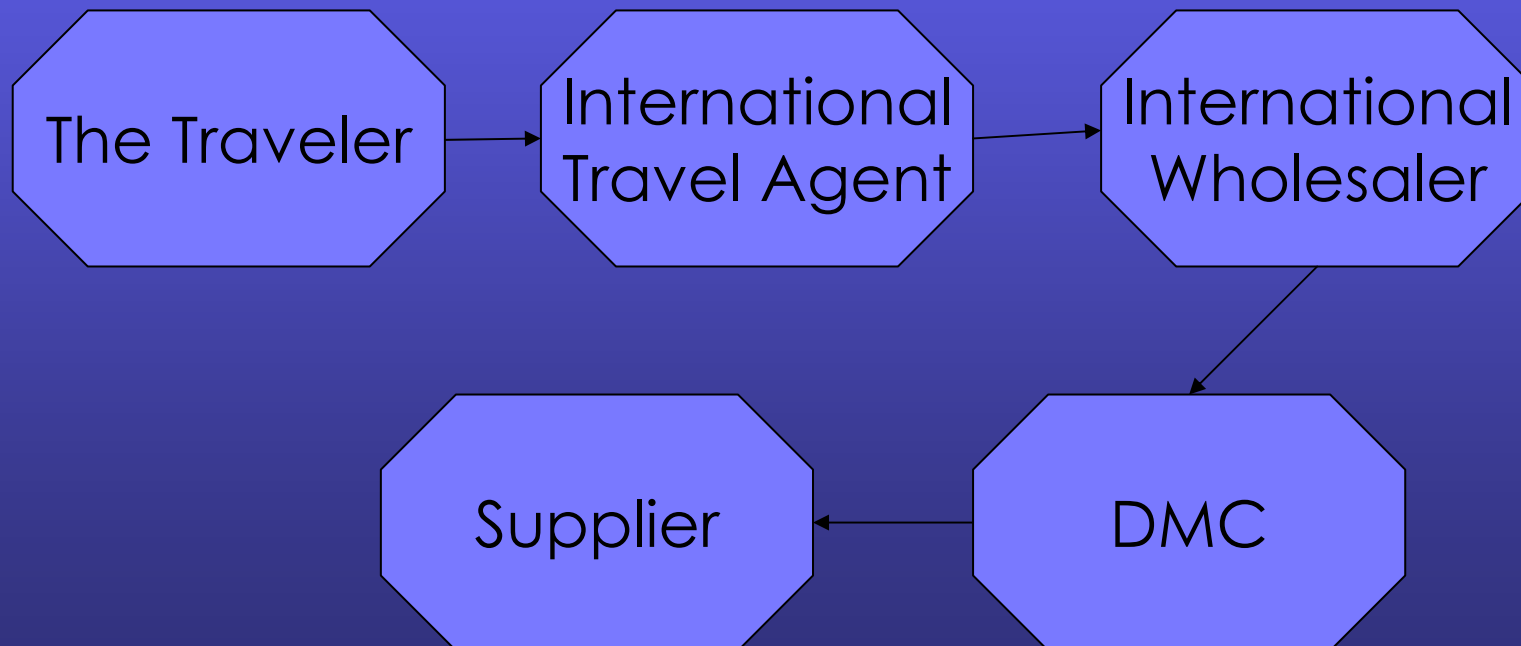 The Traveler
International
Travel Agent
International
Wholesaler
Supplier
DMC